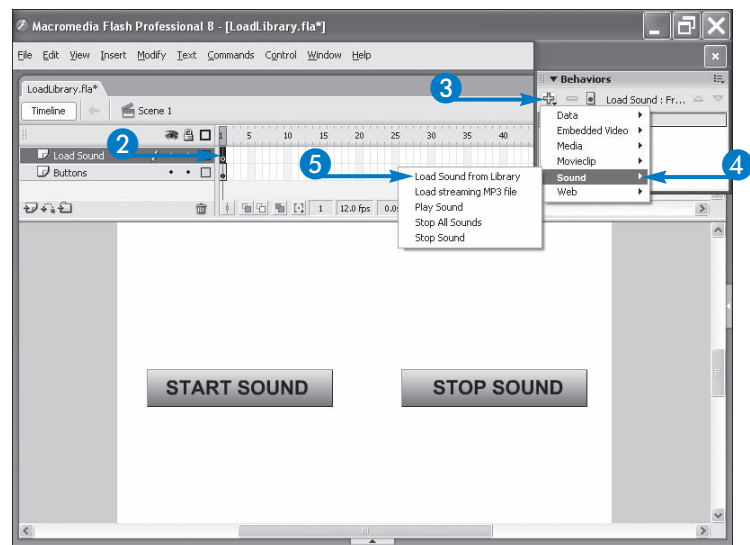 Macromedia Flash Professional 8 - [LoadLibrary.fla*]
File Edit View Insert Modify Text Commands Control Window Help
LoadLibrary.fla*
Timeline
Scene 1
3
▼ Behaviors
Load Sound : Fr...
Data
Embedded Video
Media
Movieclip
Sound
Web
4
1 5 10 15 20 25 30 35 40
2
Load Sound
Buttons
5
Load Sound from Library
Load streaming MP3 file
Play Sound
Stop All Sounds
Stop Sound
1 12.0 fps
START SOUND
STOP SOUND